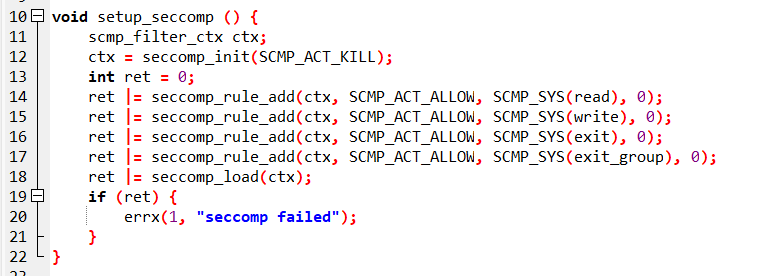 10 void setup_seccomp () {
11 scmp_filter_ctx ctx;
12 ctx = seccomp_init(SCMP_ACT_KILL);
13 int ret = 0;
14 ret |= seccomp_rule_add(ctx, SCMP_ACT_ALLOW, SCMP_SYS(read), 0);
15 ret |= seccomp_rule_add(ctx, SCMP_ACT_ALLOW, SCMP_SYS(write), 0);
16 ret |= seccomp_rule_add(ctx, SCMP_ACT_ALLOW, SCMP_SYS(exit), 0);
17 ret |= seccomp_rule_add(ctx, SCMP_ACT_ALLOW, SCMP_SYS(exit_group), 0);
18 ret |= seccomp_load(ctx);
19 if (ret) {
20 errx(1, "seccomp failed");
21 }
22 }